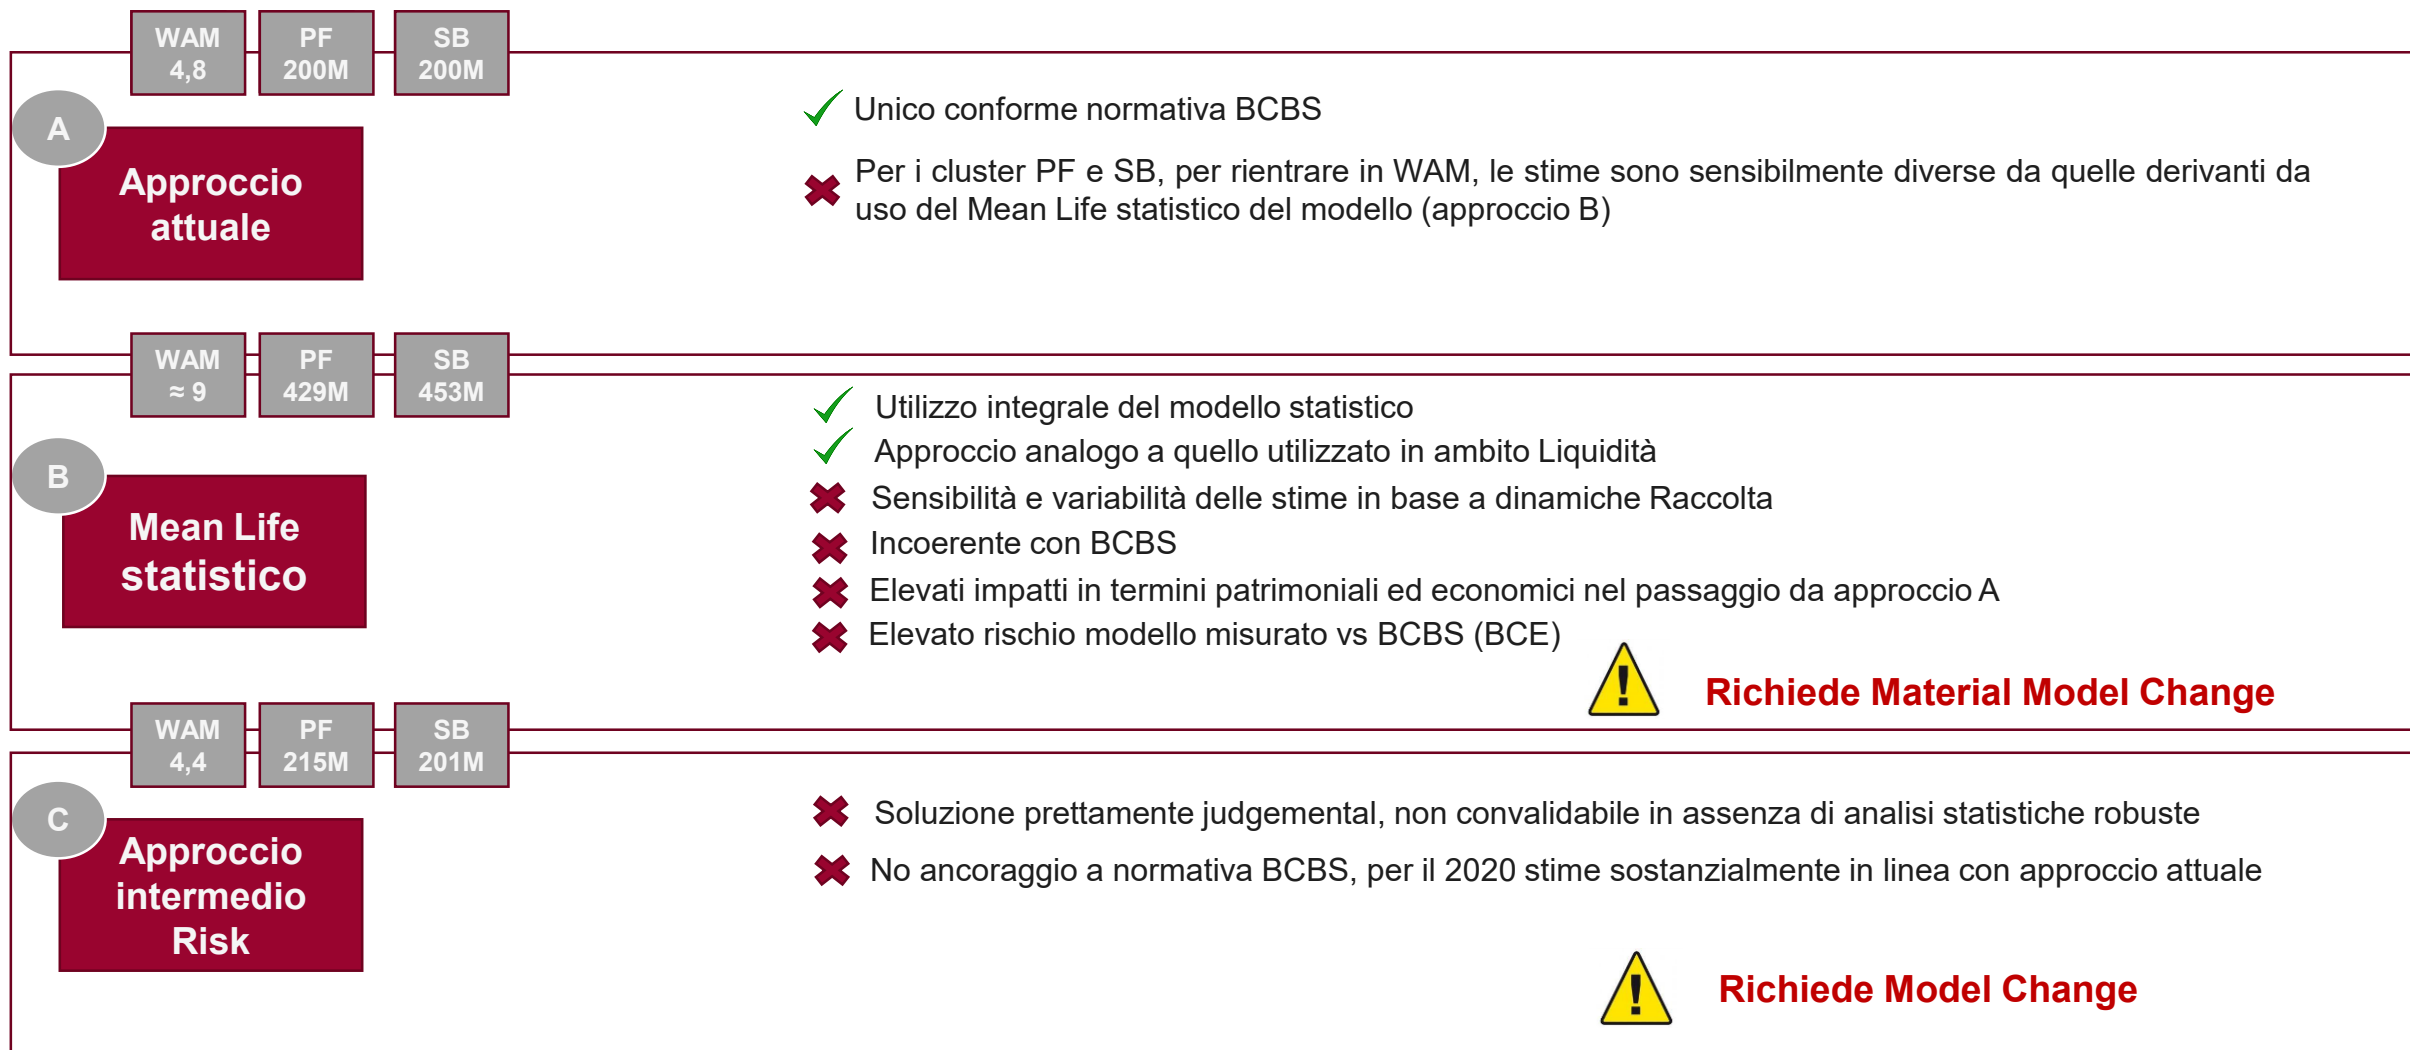 WAM
4,8
PF
200M
SB
200M
A
Approccio
attuale
Unico conforme normativa BCBS
Per i cluster PF e SB, per rientrare in WAM, le stime sono sensibilmente diverse da quelle derivanti da
uso del Mean Life statistico del modello (approccio B)
WAM
≈ 9
PF
429M
SB
453M
B
Mean Life
statistico
Utilizzo integrale del modello statistico
Approccio analogo a quello utilizzato in ambito Liquidità
Sensibilità e variabilità delle stime in base a dinamiche Raccolta
Incoerente con BCBS
Elevati impatti in termini patrimoniali ed economici nel passaggio da approccio A
Elevato rischio modello misurato vs BCBS (BCE)
Richiede Material Model Change
WAM
4,4
PF
215M
SB
201M
C
Approccio
intermedio
Risk
Soluzione prettamente judgemental, non convalidabile in assenza di analisi statistiche robuste
No ancoraggio a normativa BCBS, per il 2020 stime sostanzialmente in linea con approccio attuale
Richiede Model Change